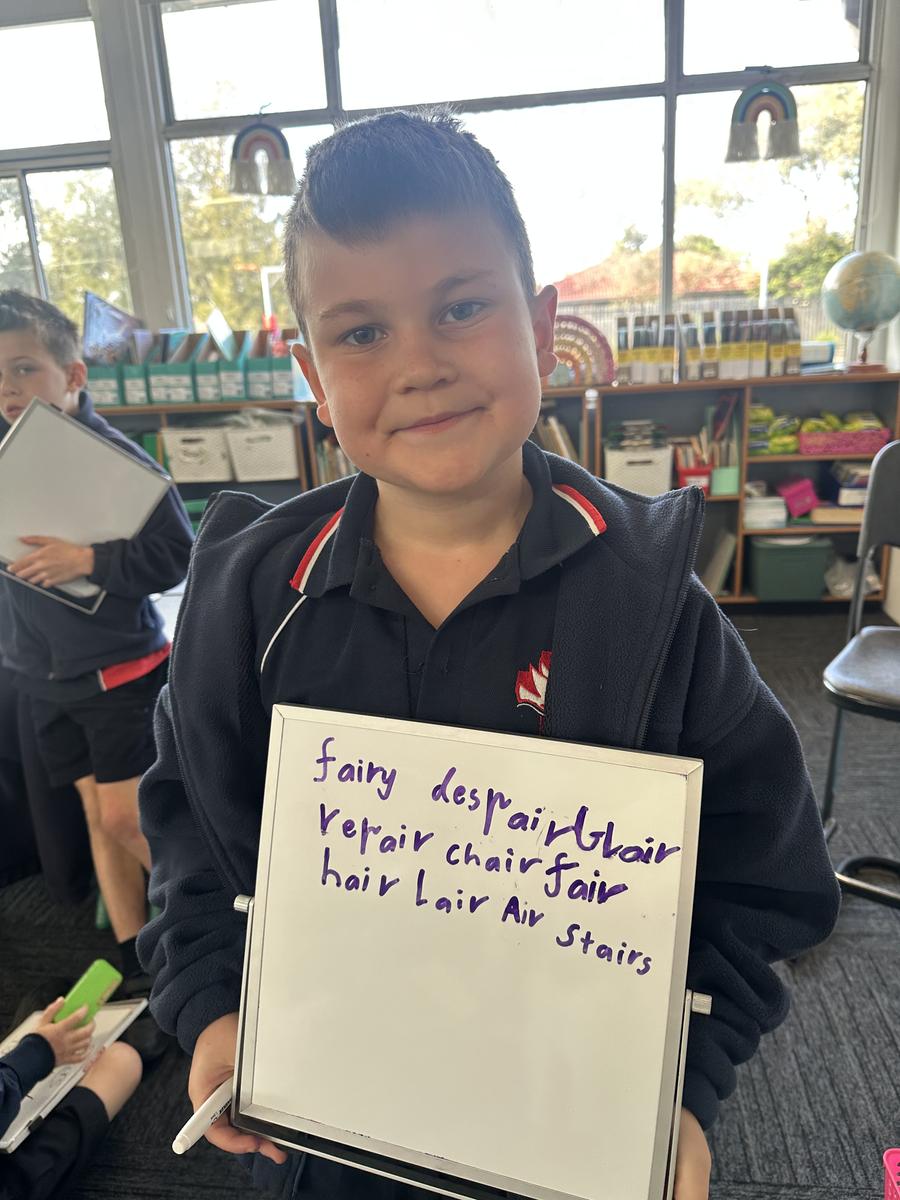 fairy despair Blair
repair chair fair
hair Lair Air Stairs